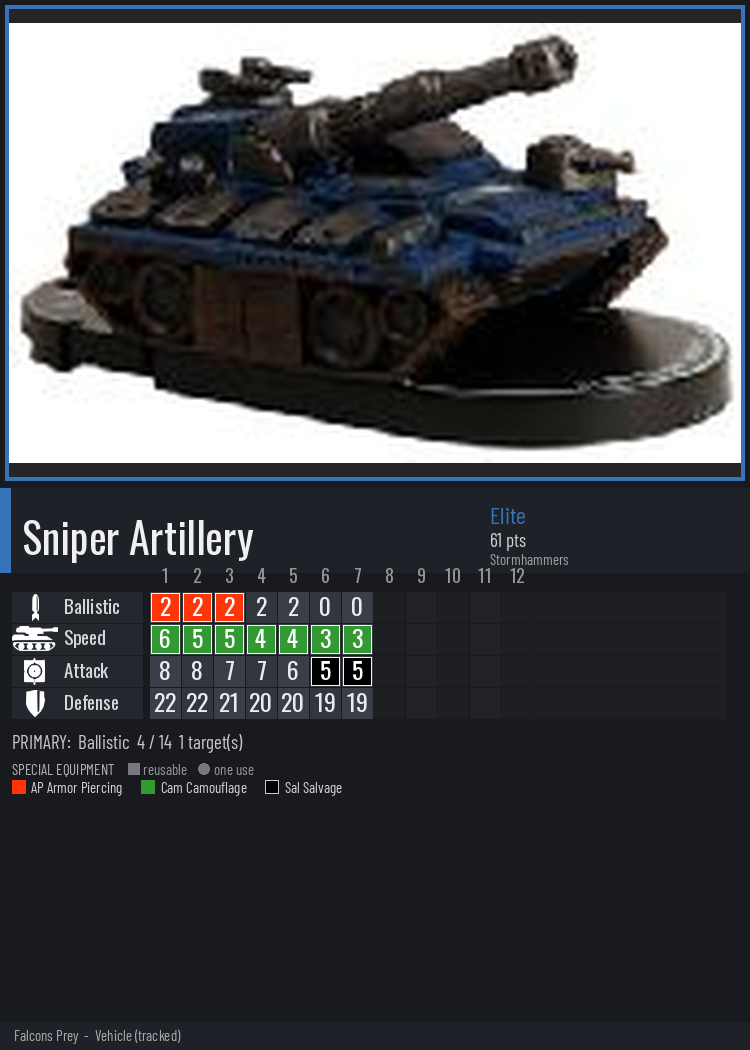 Sniper Artillery
Elite
61 pts
Stormhammers
1 2 3 4 5 6 7 8 9 10 11 12
Ballistic 2 2 2 2 2 0 0
Speed 6 5 5 4 4 3 3
Attack 8 8 7 7 6 5 5
Defense 22 22 21 20 20 19 19
PRIMARY: Ballistic 4 / 14 1 target(s)
SPECIAL EQUIPMENT reusable one use
AP Armor Piercing Cam Camouflage Sal Salvage
Falcons Prey - Vehicle (tracked)